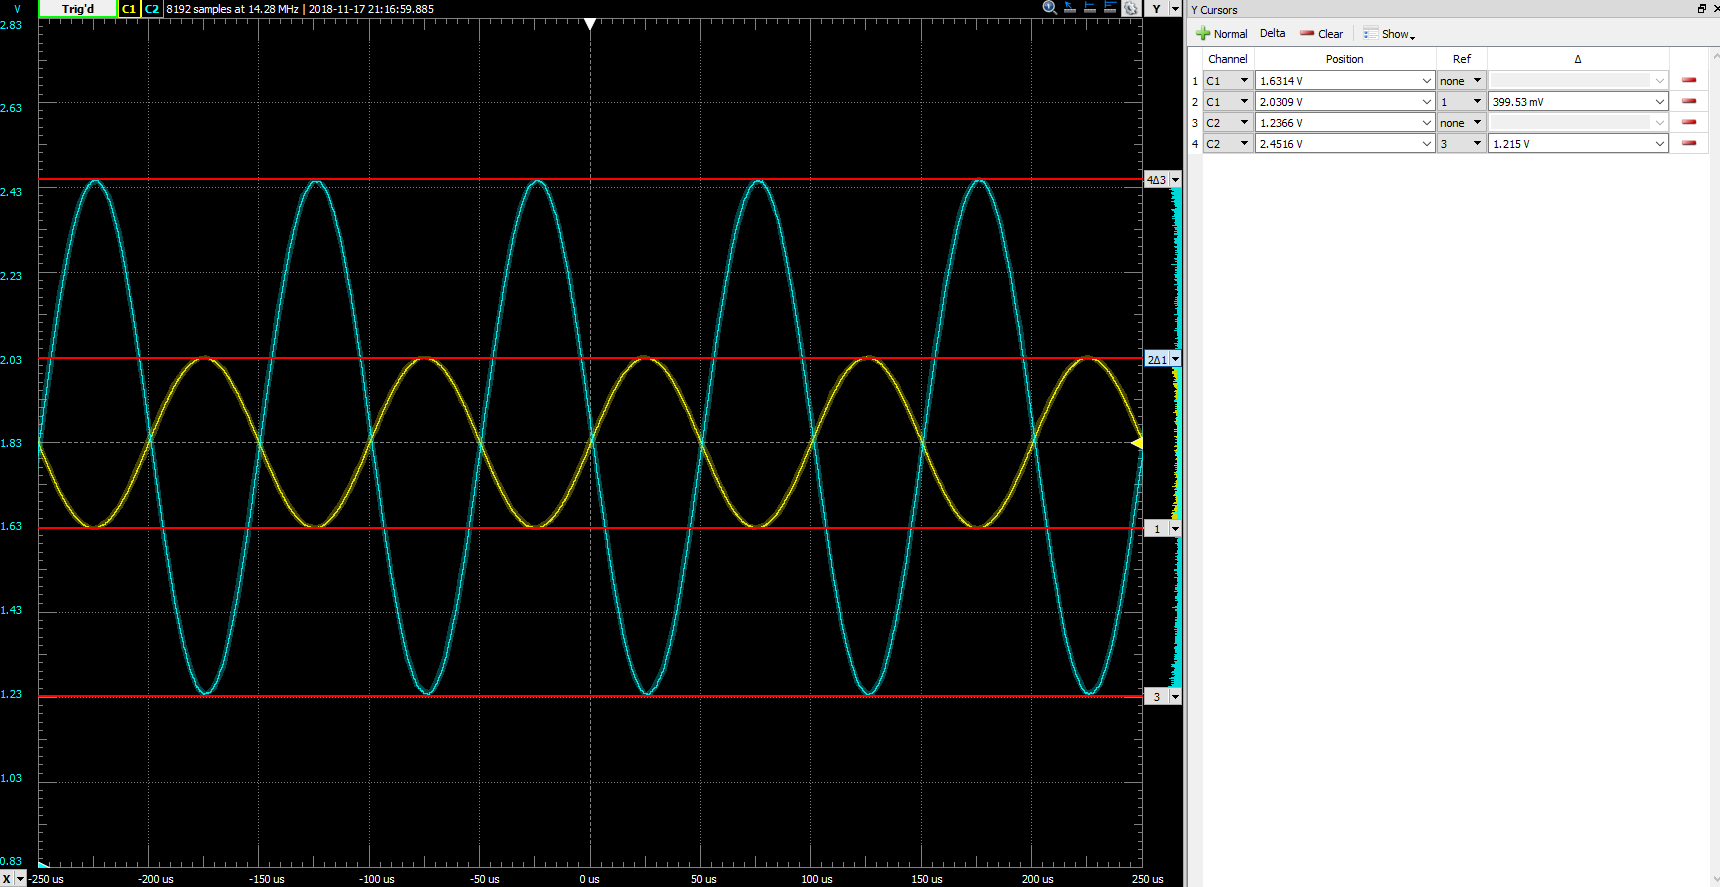 V Trig'd C1 C2 8192 samples at 14.28 MHz | 2018-11-17 21:16:59.885 Y
2.83
2.63
2.43
2.23
2.03
1.83
1.63
1.43
1.23
1.03
0.83
4Δ3
2Δ1
1
3
X -250 us -200 us -150 us -100 us -50 us 0 us 50 us 100 us 150 us 200 us 250 us
Y Cursors
Normal Delta Clear Show
Channel Position Ref Δ
1 C1 1.6314 V none
2 C1 2.0309 V 1 399.53 mV
3 C2 1.2366 V none
4 C2 2.4516 V 3 1.215 V